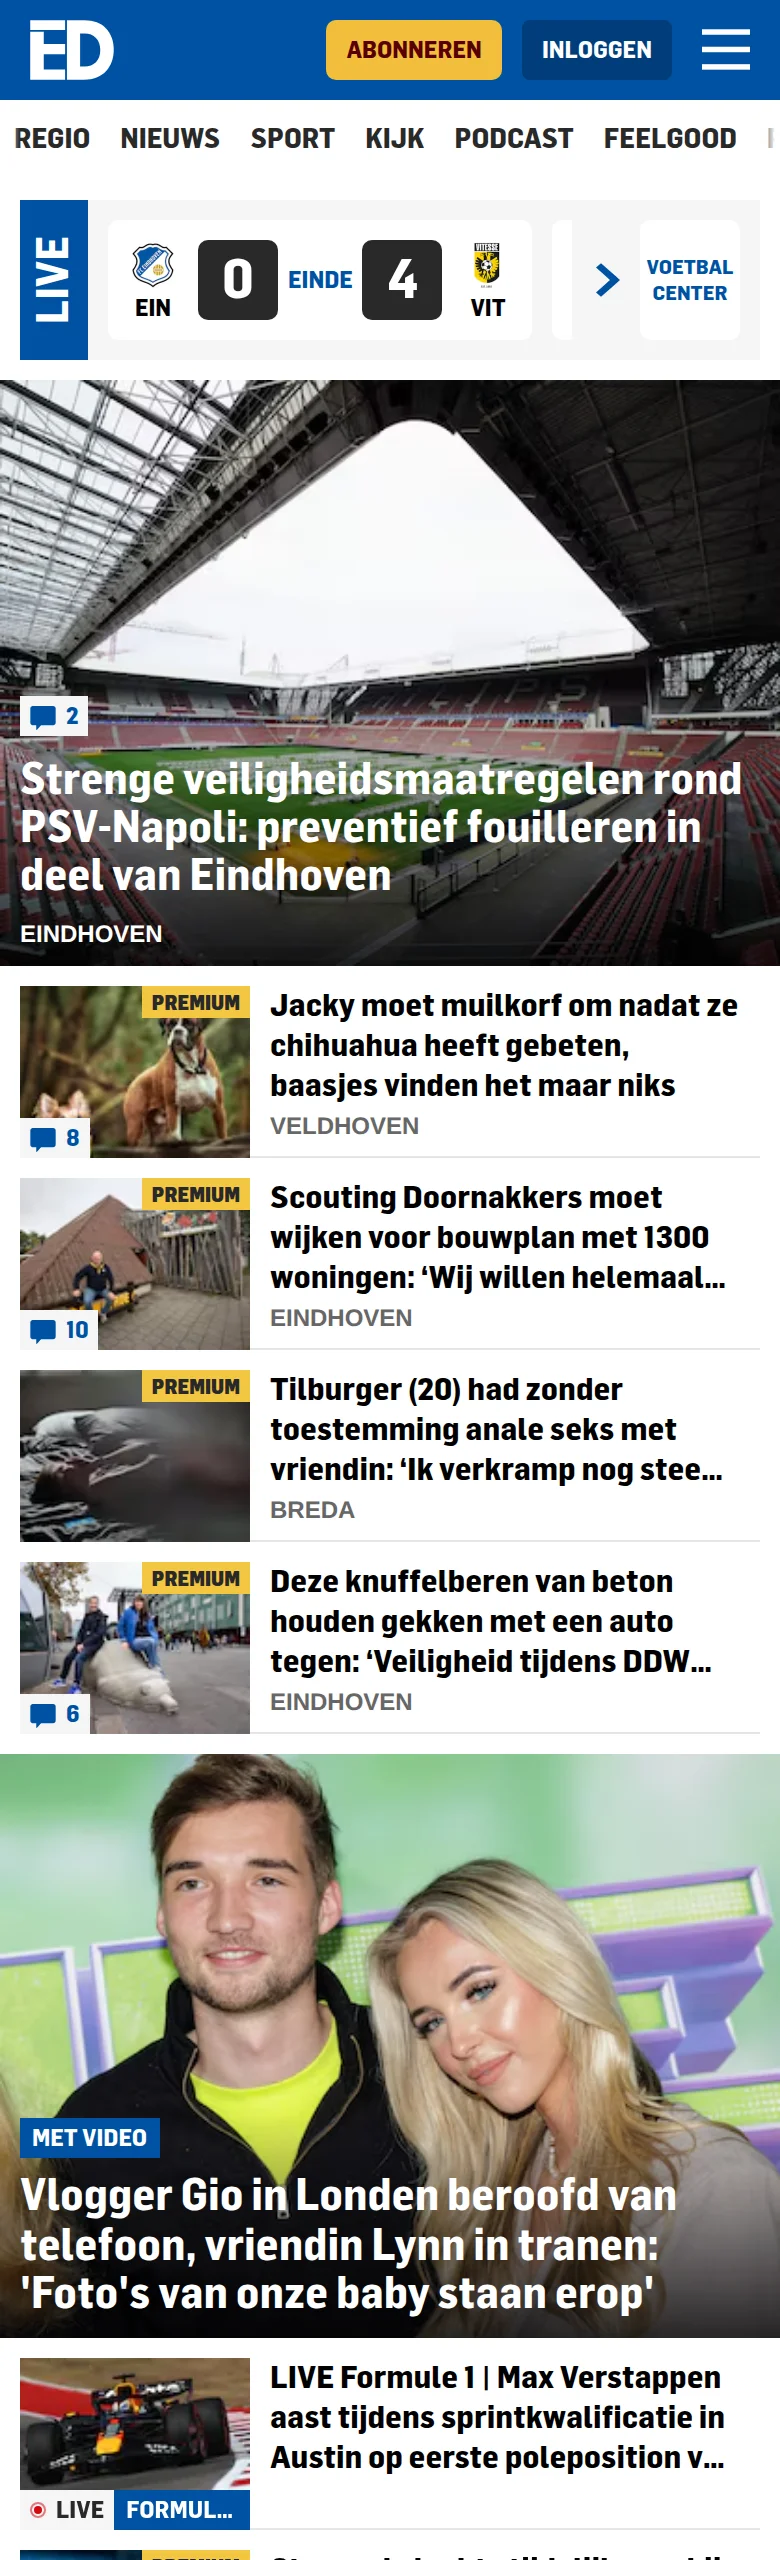 ED
ABONNEREN
INLOGGEN
REGIO NIEUWS SPORT KIJK PODCAST FEELGOOD
LIVE
EIN
0
EINDE
4
VITESSE
VIT
VOETBAL
CENTER
2
Strenge veiligheidsmaatregelen rond
PSV-Napoli: preventief fouilleren in
deel van Eindhoven
EINDHOVEN
PREMIUM
8
Jacky moet muilkorf om nadat ze
chihuahua heeft gebeten,
baasjes vinden het maar niks
VELDHOVEN
PREMIUM
10
Scouting Doornakkers moet
wijken voor bouwplan met 1300
woningen: ‘Wij willen helemaal...
EINDHOVEN
PREMIUM
Tilburger (20) had zonder
toestemming anale seks met
vriendin: ‘Ik verkramp nog stee...
BREDA
PREMIUM
6
Deze knuffelberen van beton
houden gekken met een auto
tegen: ‘Veiligheid tijdens DDW...
EINDHOVEN
MET VIDEO
Vlogger Gio in Londen beroofd van
telefoon, vriendin Lynn in tranen:
'Foto's van onze baby staan erop'
LIVE
FORMUL...
LIVE Formule 1 | Max Verstappen
aast tijdens sprintkwalificatie in
Austin op eerste poleposition v...